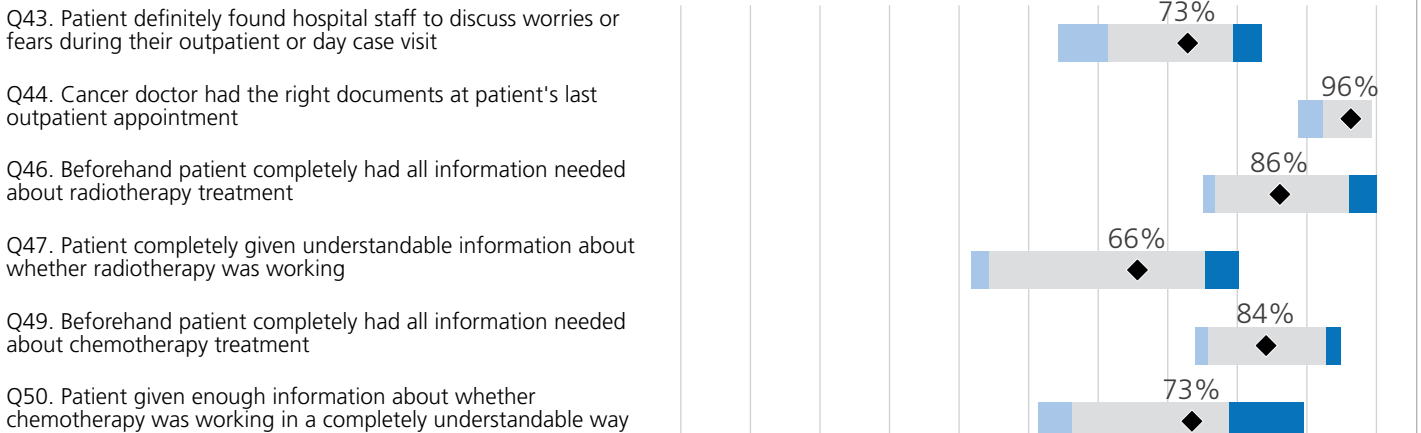 Q43. Patient definitely found hospital staff to discuss worries or
fears during their outpatient or day case visit
73%
Q44. Cancer doctor had the right documents at patient's last
outpatient appointment
96%
Q46. Beforehand patient completely had all information needed
about radiotherapy treatment
86%
Q47. Patient completely given understandable information about
whether radiotherapy was working
66%
Q49. Beforehand patient completely had all information needed
about chemotherapy treatment
84%
Q50. Patient given enough information about whether
chemotherapy was working in a completely understandable way
73%